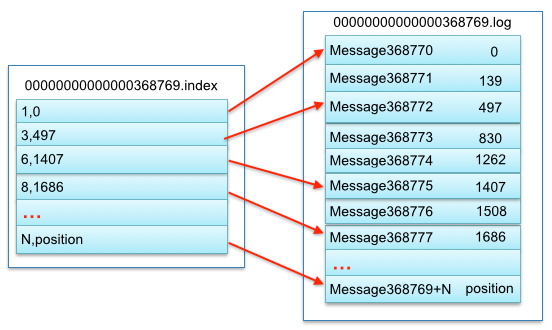 00000000000000368769.index
1,0
3,497
6,1407
8,1686
...
N,position
00000000000000368769.log
Message368770 0
Message368771 139
Message368772 497
Message368773 830
Message368774 1262
Message368775 1407
Message368776 1508
Message368777 1686
...
Message368769+N position